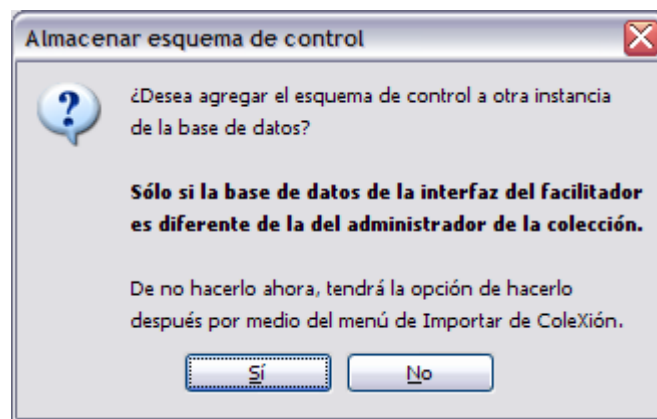 Almacenar esquema de control
¿Desea agregar el esquema de control a otra instancia
de la base de datos?
Sólo si la base de datos de la interfaz del facilitador
es diferente de la del administrador de la colección.
De no hacerlo ahora, tendrá la opción de hacerlo
después por medio del menú de Importar de ColeXión.
Sí
No